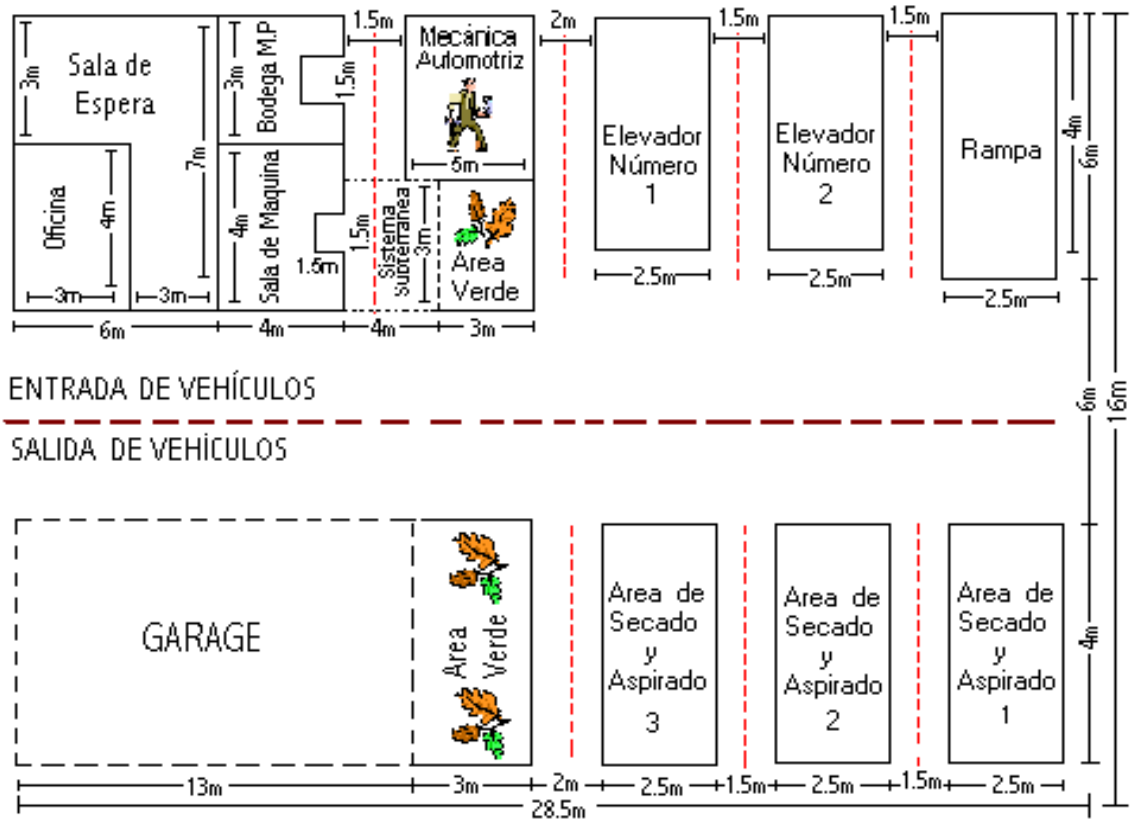 1.5m
2m
1.5m
1.5m
3m
Sala de
Espera
7m
3m
Bodega M.P
1.5m
Mecánica
Automotriz
5m
Elevador
Número
1
2.5m
Elevador
Número
2
2.5m
Rampa
2.5m
4m
6m
Oficina
4m
3m
3m
4m
Sala de Maquina
1.5m
1.5m
Sistema
Subterránea
3m
Area
Verde
6m
4m
4m
3m
ENTRADA DE VEHÍCULOS
SALIDA DE VEHÍCULOS
6m
16m
GARAGE
Area
Verde
Area de
Secado
y
Aspirado
3
Area de
Secado
y
Aspirado
2
Area de
Secado
y
Aspirado
1
4m
13m
3m
2m
2.5m
1.5m
2.5m
1.5m
2.5m
28.5m